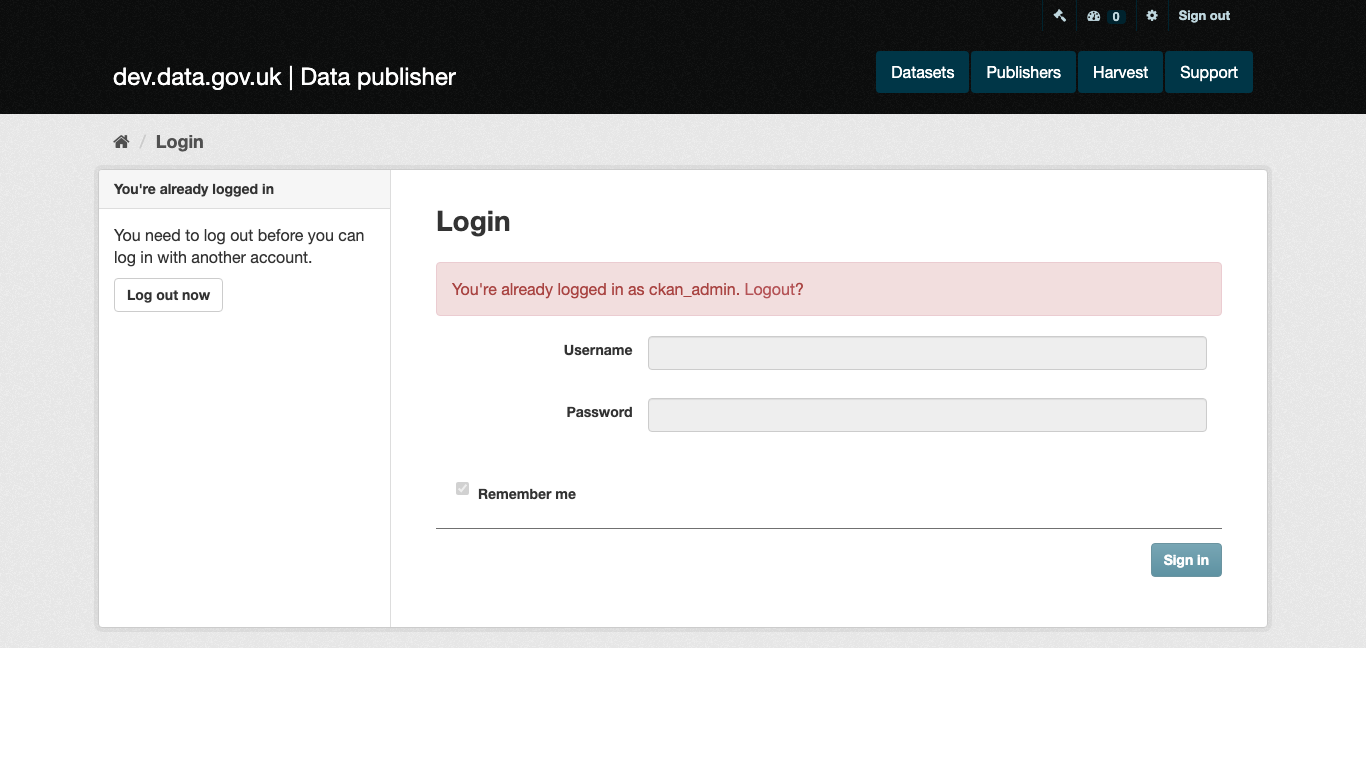 0
Sign out
dev.data.gov.uk | Data publisher
Datasets
Publishers
Harvest
Support
/ Login
You're already logged in
You need to log out before you can
log in with another account.
Log out now
Login
You're already logged in as ckan_admin. Logout?
Username
Password
Remember me
Sign in